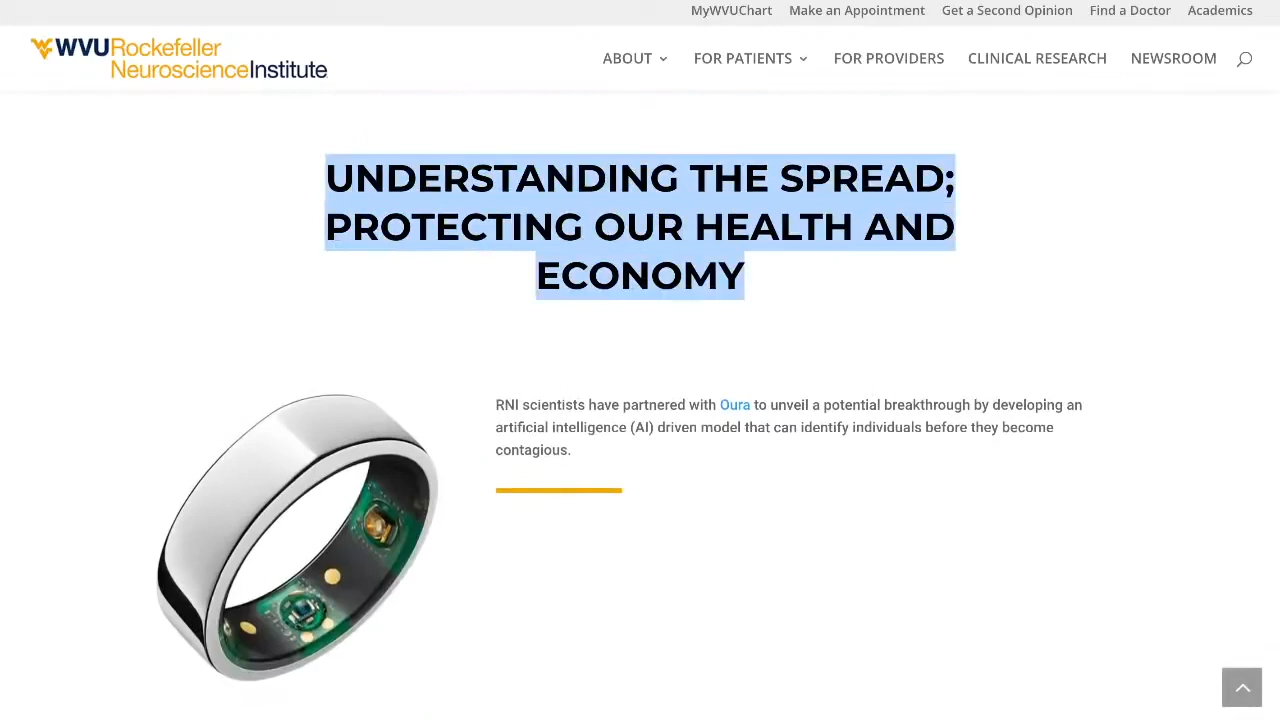 MyWVUChart Make an Appointment Get a Second Opinion Find a Doctor Academics
WVU Rockefeller
Neuroscience Institute
ABOUT FOR PATIENTS FOR PROVIDERS CLINICAL RESEARCH NEWSROOM
UNDERSTANDING THE SPREAD;
PROTECTING OUR HEALTH AND
ECONOMY
RNI scientists have partnered with Oura to unveil a potential breakthrough by developing an
artificial intelligence (AI) driven model that can identify individuals before they become
contagious.